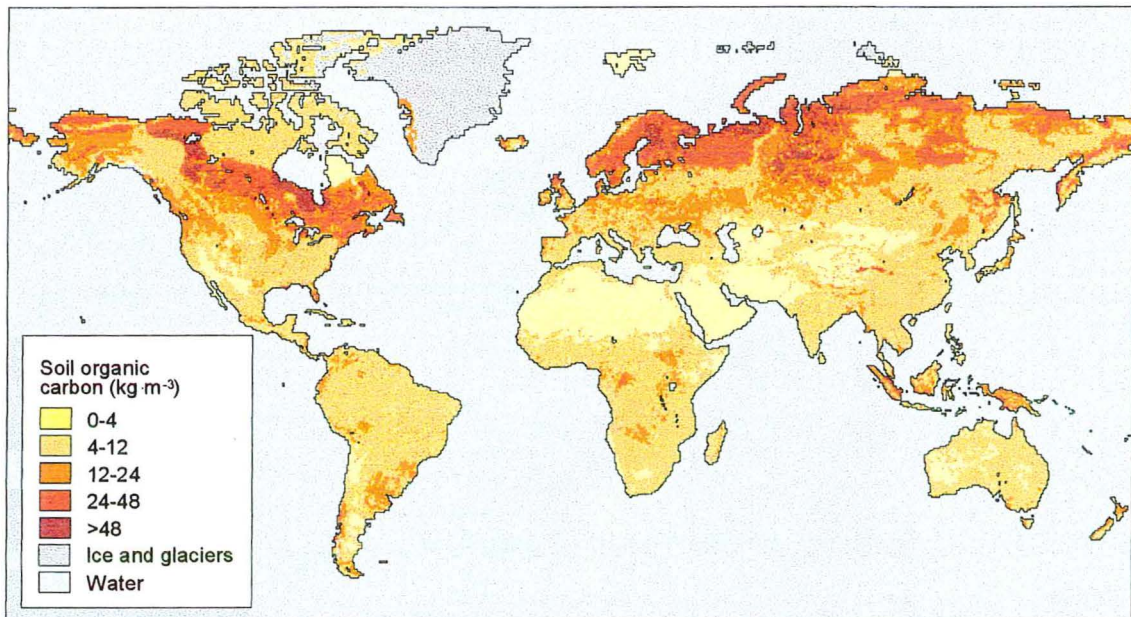 Soil organic
carbon (kg·m⁻³)
0-4
4-12
12-24
24-48
>48
Ice and glaciers
Water